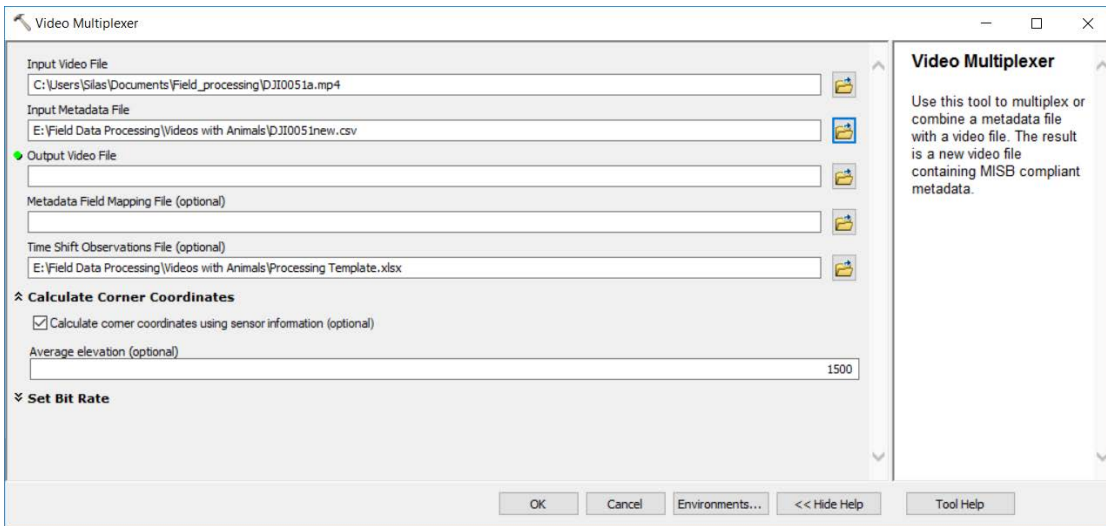 Video Multiplexer
Input Video File
C:\Users\Silas\Documents\Field_processing\DJI0051a.mp4
Input Metadata File
E:\Field Data Processing\Videos with Animals\DJI0051new.csv
Output Video File
Metadata Field Mapping File (optional)
Time Shift Observations File (optional)
E:\Field Data Processing\Videos with Animals\Processing Template.xlsx
Calculate Corner Coordinates
Calculate corner coordinates using sensor information (optional)
Average elevation (optional)
1500
Set Bit Rate
Video Multiplexer
Use this tool to multiplex or
combine a metadata file
with a video file. The result
is a new video file
containing MISB compliant
metadata.
OK
Cancel
Environments...
<< Hide Help
Tool Help